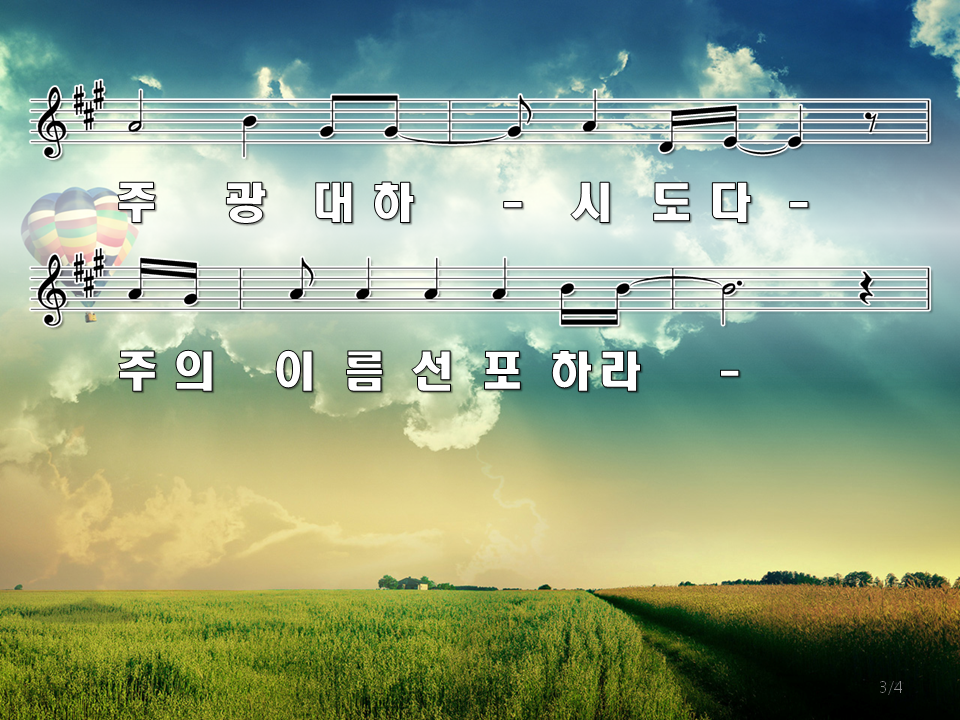 주 광 대 하 - 시 도 다 -
주 의 이 름 선 포 하 라 -
3/4